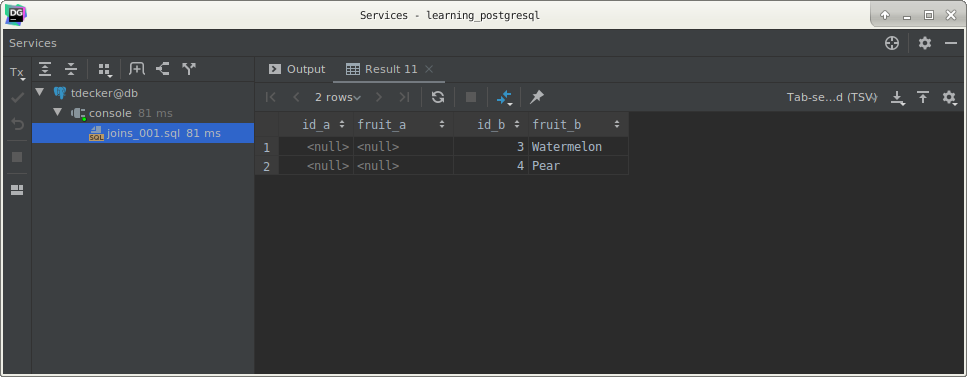 Services - learning_postgresql
Services
Output
Result 11
Tx
2 rows
Tab-se...d (TSV)
tdecker@db
console 81 ms
joins_001.sql 81 ms
id_a fruit_a id_b fruit_b
1 <null> <null> 3 Watermelon
2 <null> <null> 4 Pear
DG
SQL